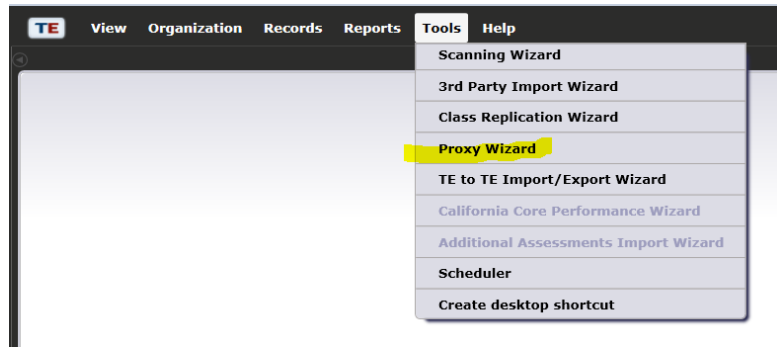 TE View Organization Records Reports Tools Help
Scanning Wizard
3rd Party Import Wizard
Class Replication Wizard
Proxy Wizard
TE to TE Import/Export Wizard
California Core Performance Wizard
Additional Assessments Import Wizard
Scheduler
Create desktop shortcut